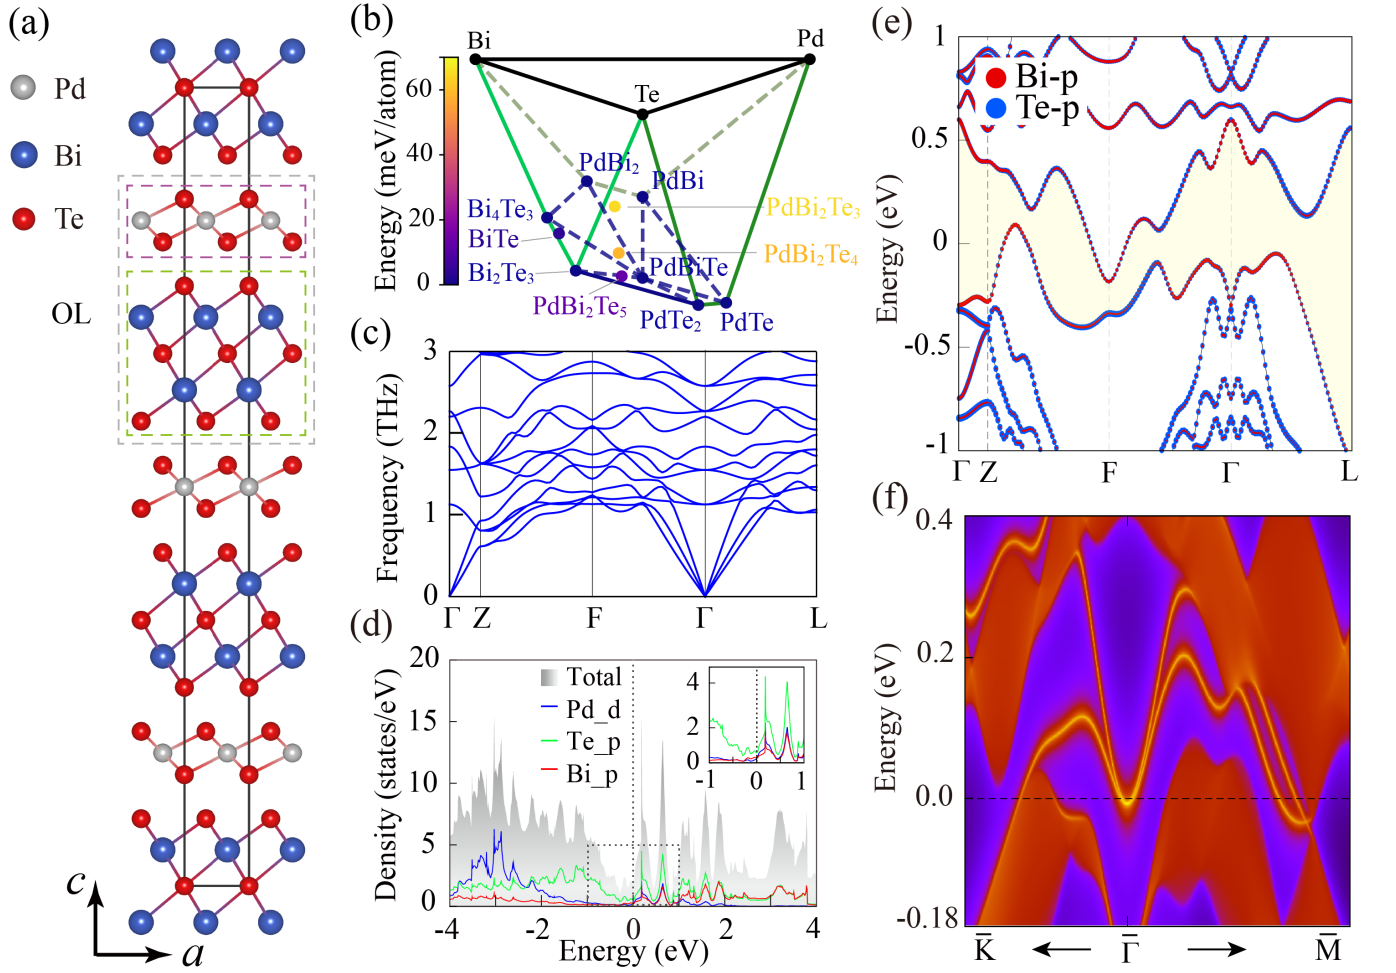 (a)
Pd
Bi
Te
OL
c
a
(b)
Energy (meV/atom)
60
40
20
0
Bi
Pd
Te
PdBi₂
PdBi
Bi₄Te₃
BiTe
Bi₂Te₃
PdBi₂Te₃
PdBi₂Te₄
PdBiTe
PdBi₂Te₅
PdTe₂
PdTe
(c)
Frequency (THz)
3
2
1
0
Γ Z F Γ L
(d)
Density (states/eV)
20
15
10
5
0
Total
Pd_d
Te_p
Bi_p
4
2
0
-1 0 1
-4 -2 0 2 4
Energy (eV)
(e)
Energy (eV)
1
0.5
0
-0.5
-1
Bi-p
Te-p
Γ Z F Γ L
(f)
Energy (eV)
0.4
0.2
0.0
-0.18
K̄ Γ̄ M̄